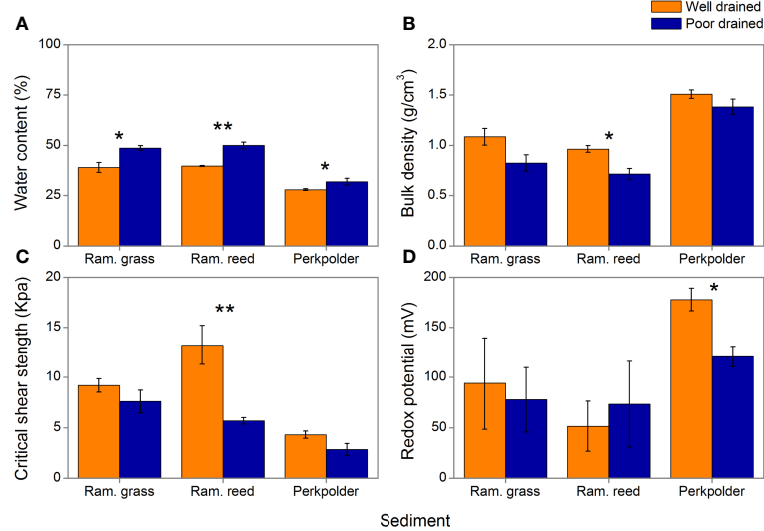 Well drained
Poor drained
A
B
Water content (%)
100
50
25
0
*
**
*
Ram. grass
Ram. reed
Perkpolder
Bulk density (g/cm³)
2.0
1.5
1.0
0.5
0.0
*
Ram. grass
Ram. reed
Perkpolder
C
D
Critical shear stength (Kpa)
20
15
10
5
0
**
Ram. grass
Ram. reed
Perkpolder
Redox potential (mV)
200
150
100
50
0
*
Ram. grass
Ram. reed
Perkpolder
Sediment